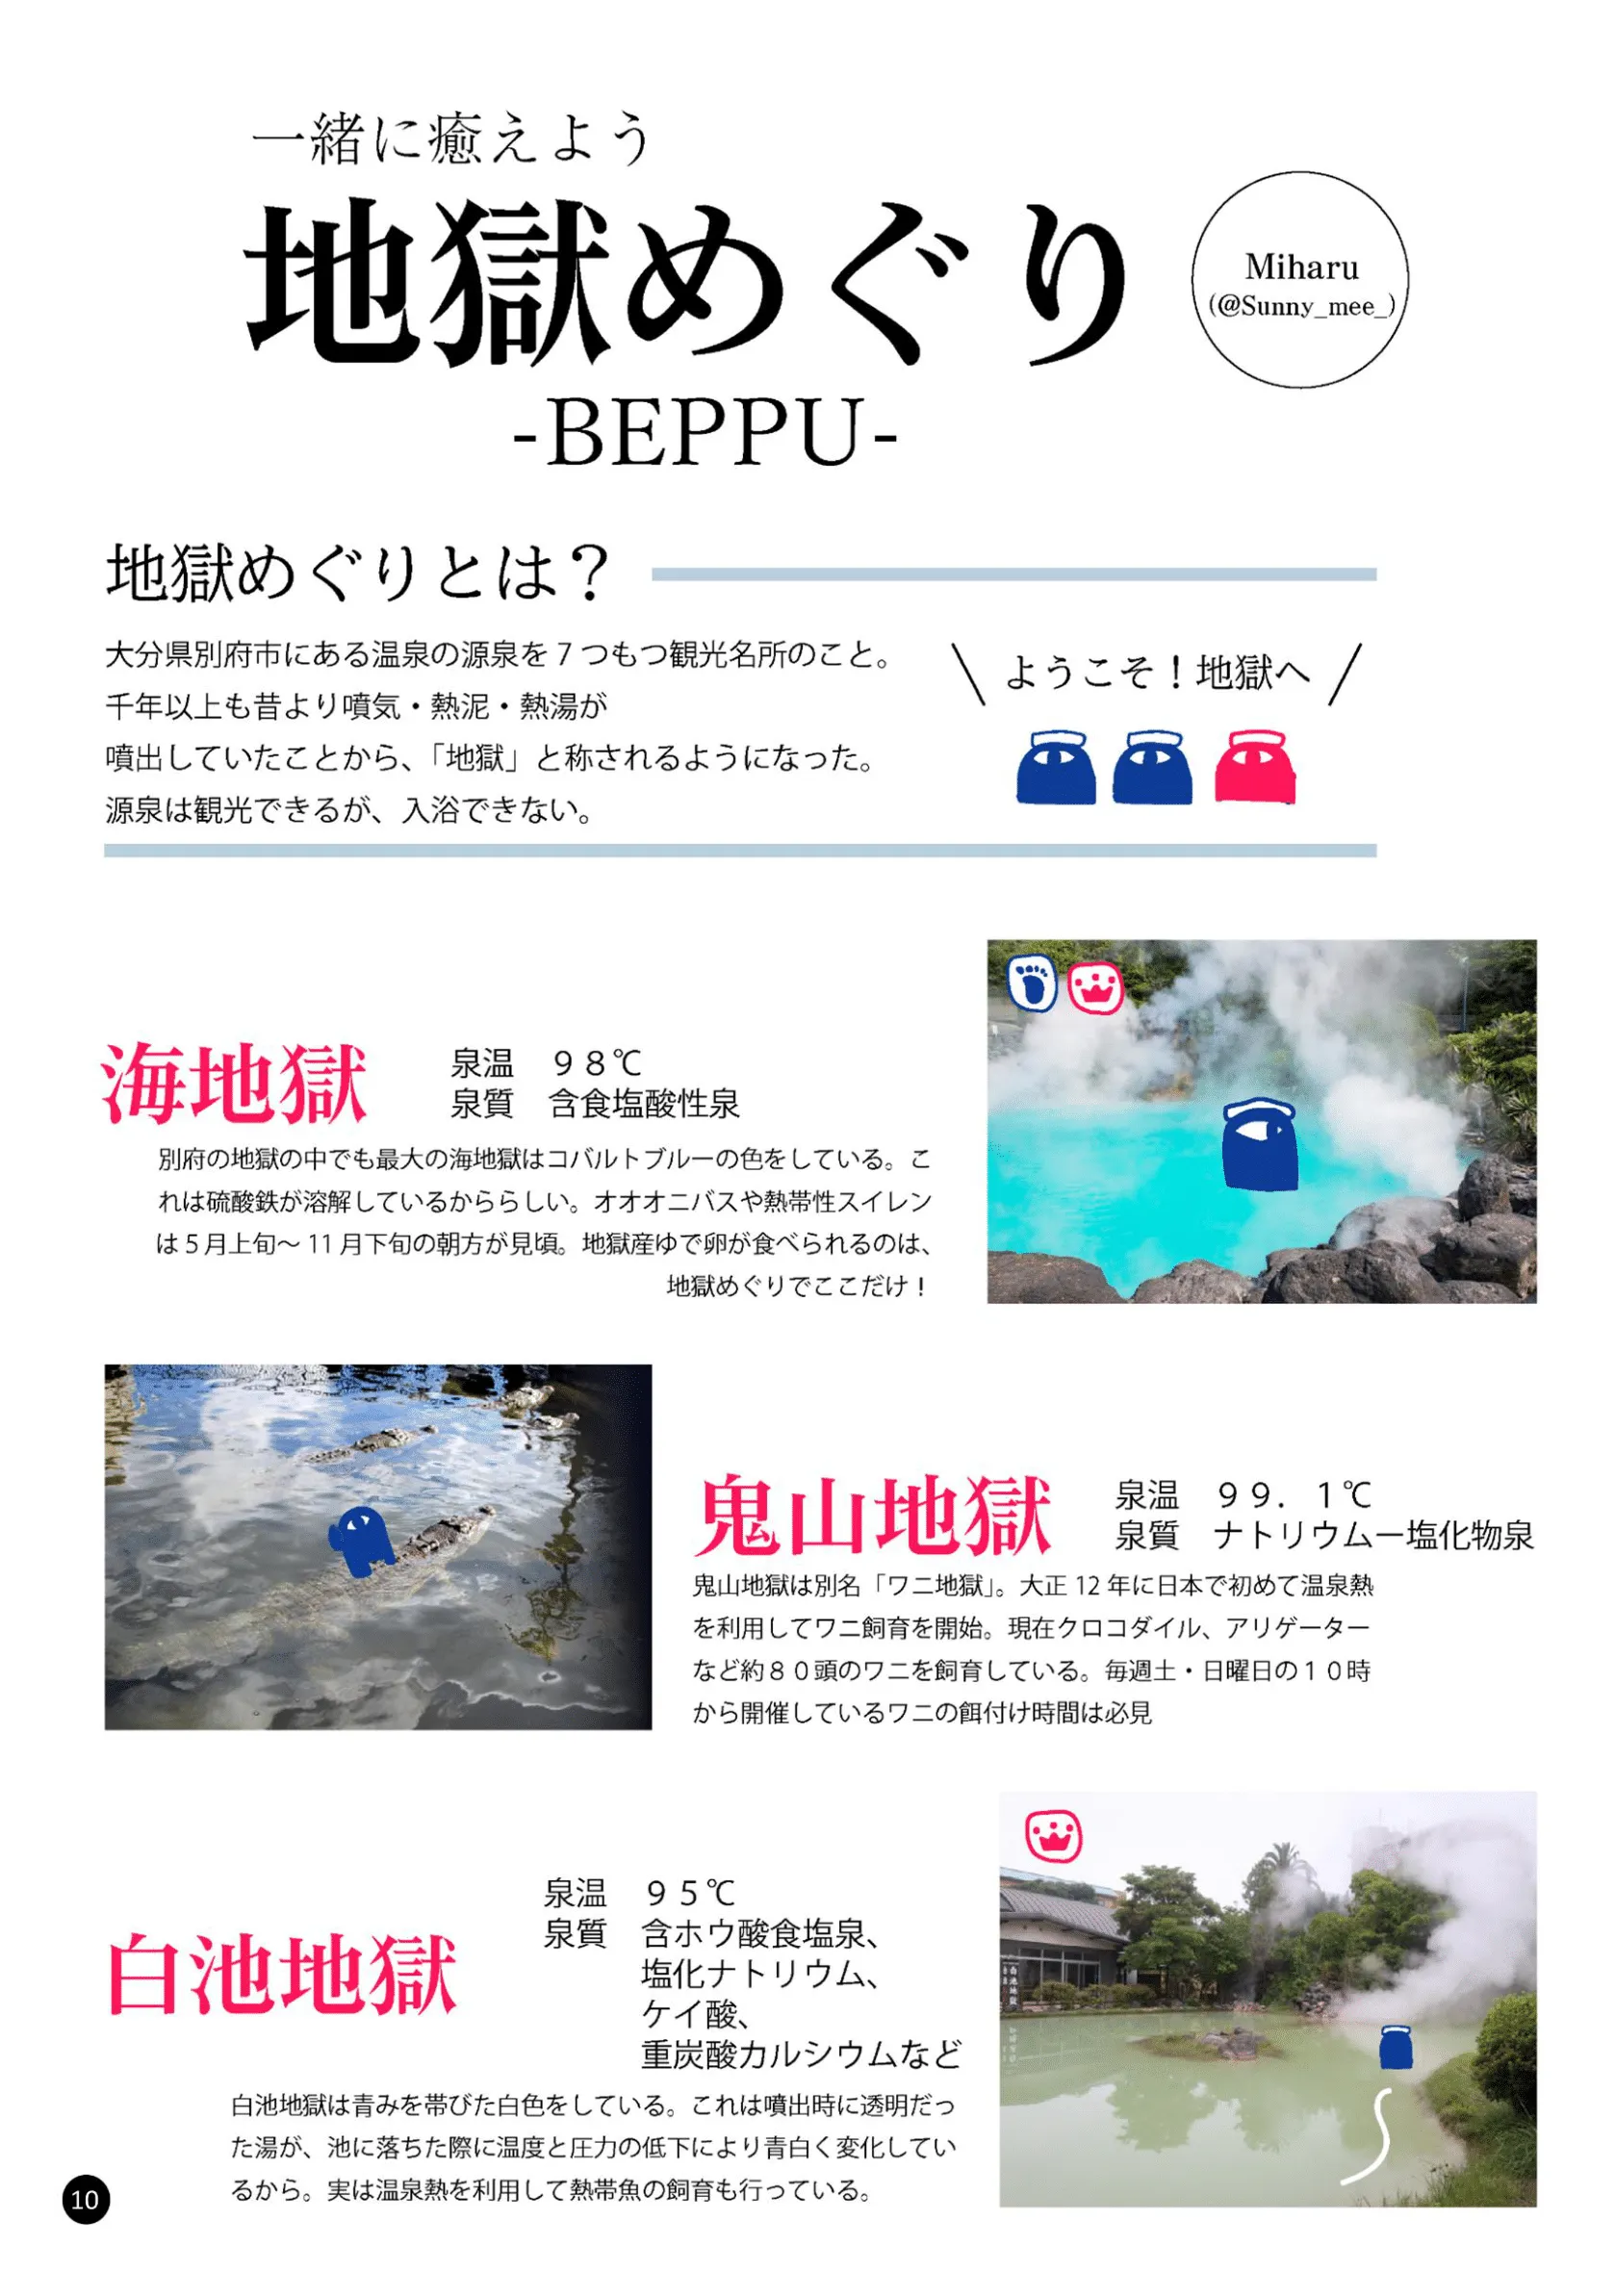 一緒に癒えよう
地獄めぐり
Miharu
(@Sunny_mee_)
-BEPPU-
地獄めぐりとは？
大分県別府市にある温泉の源泉を７つもつ観光名所のこと。
千年以上も昔より噴気・熱泥・熱湯が
噴出していたことから、「地獄」と称されるようになった。
源泉は観光できるが、入浴できない。
\ ようこそ！地獄へ /
海地獄
泉温　９８℃
泉質　含食塩酸性泉
別府の地獄の中でも最大の海地獄はコバルトブルーの色をしている。こ
れは硫酸鉄が溶解しているかららしい。オオオニバスや熱帯性スイレン
は５月上旬～11月下旬の朝方が見頃。地獄産ゆで卵が食べられるのは、
地獄めぐりでここだけ！
鬼山地獄
泉温　９９．１℃
泉質　ナトリウムー塩化物泉
鬼山地獄は別名「ワニ地獄」。大正12年に日本で初めて温泉熱
を利用してワニ飼育を開始。現在クロコダイル、アリゲーター
など約８０頭のワニを飼育している。毎週土・日曜日の１０時
から開催しているワニの餌付け時間は必見
白池地獄
泉温　９５℃
泉質　含ホウ酸食塩泉、
塩化ナトリウム、
ケイ酸、
重炭酸カルシウムなど
白池地獄は青みを帯びた白色をしている。これは噴出時に透明だっ
た湯が、池に落ちた際に温度と圧力の低下により青白く変化してい
るから。実は温泉熱を利用して熱帯魚の飼育も行っている。
白池地獄
10